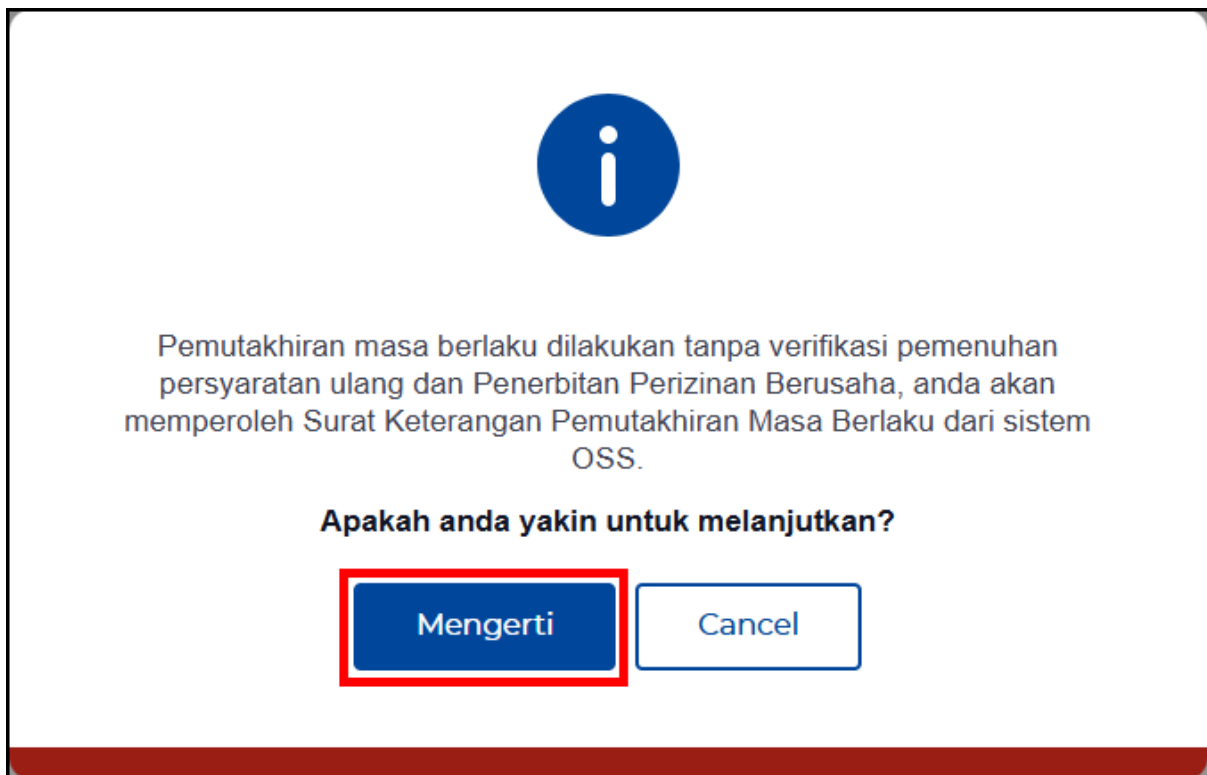 Pemutakhiran masa berlaku dilakukan tanpa verifikasi pemenuhan
persyaratan ulang dan Penerbitan Perizinan Berusaha, anda akan
memperoleh Surat Keterangan Pemutakhiran Masa Berlaku dari sistem
OSS.
Apakah anda yakin untuk melanjutkan?
Mengerti
Cancel